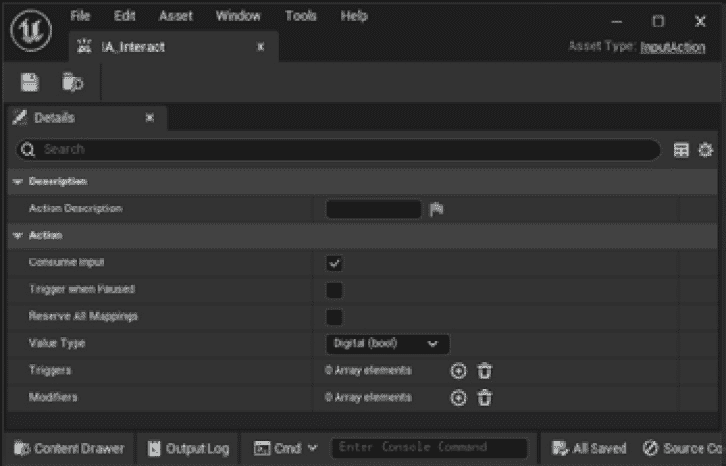 File Edit Asset Window Tools Help
IA_Interact
Asset Type: InputAction
Details
Search
Description
Action Description
Action
Consume Input
Trigger when Paused
Reserve All Mappings
Value Type Digital (bool)
Triggers 0 Array elements
Modifiers 0 Array elements
Content Drawer Output Log Cmd Enter Console Command All Saved Source Co